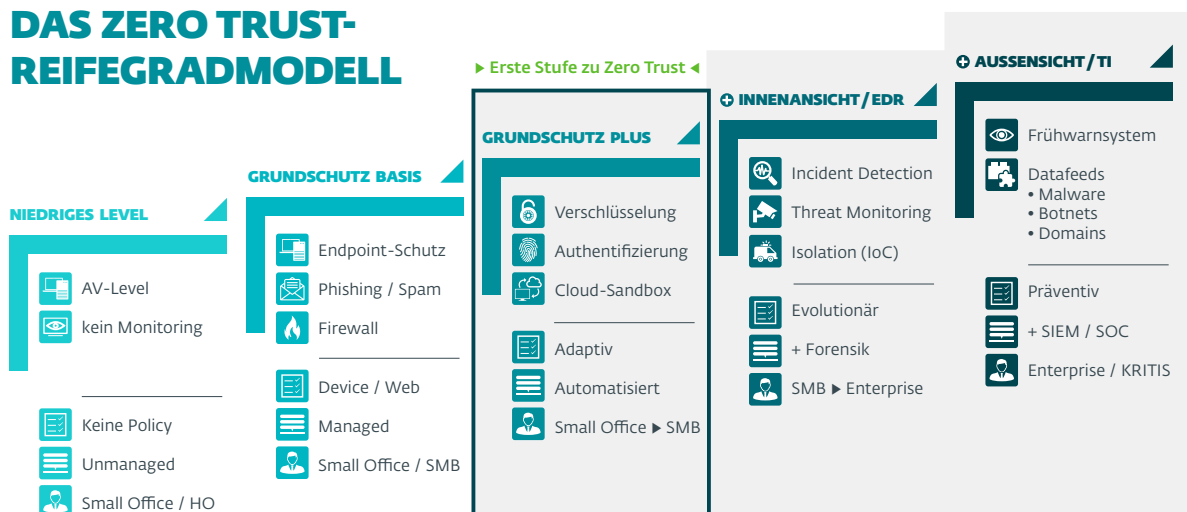 DAS ZERO TRUST-
REIFEGRADMODELL
NIEDRIGES LEVEL
AV-Level
kein Monitoring
Keine Policy
Unmanaged
Small Office / HO
GRUNDSCHUTZ BASIS
Endpoint-Schutz
Phishing / Spam
Firewall
Device / Web
Managed
Small Office / SMB
▶ Erste Stufe zu Zero Trust ◀
GRUNDSCHUTZ PLUS
Verschlüsselung
Authentifizierung
Cloud-Sandbox
Adaptiv
Automatisiert
Small Office ▶ SMB
+ INNENANSICHT / EDR
Incident Detection
Threat Monitoring
Isolation (IoC)
Evolutionär
+ Forensik
SMB ▶ Enterprise
+ AUSSENSICHT / TI
Frühwarnsystem
Datafeeds
• Malware
• Botnets
• Domains
Präventiv
+ SIEM / SOC
Enterprise / KRITIS